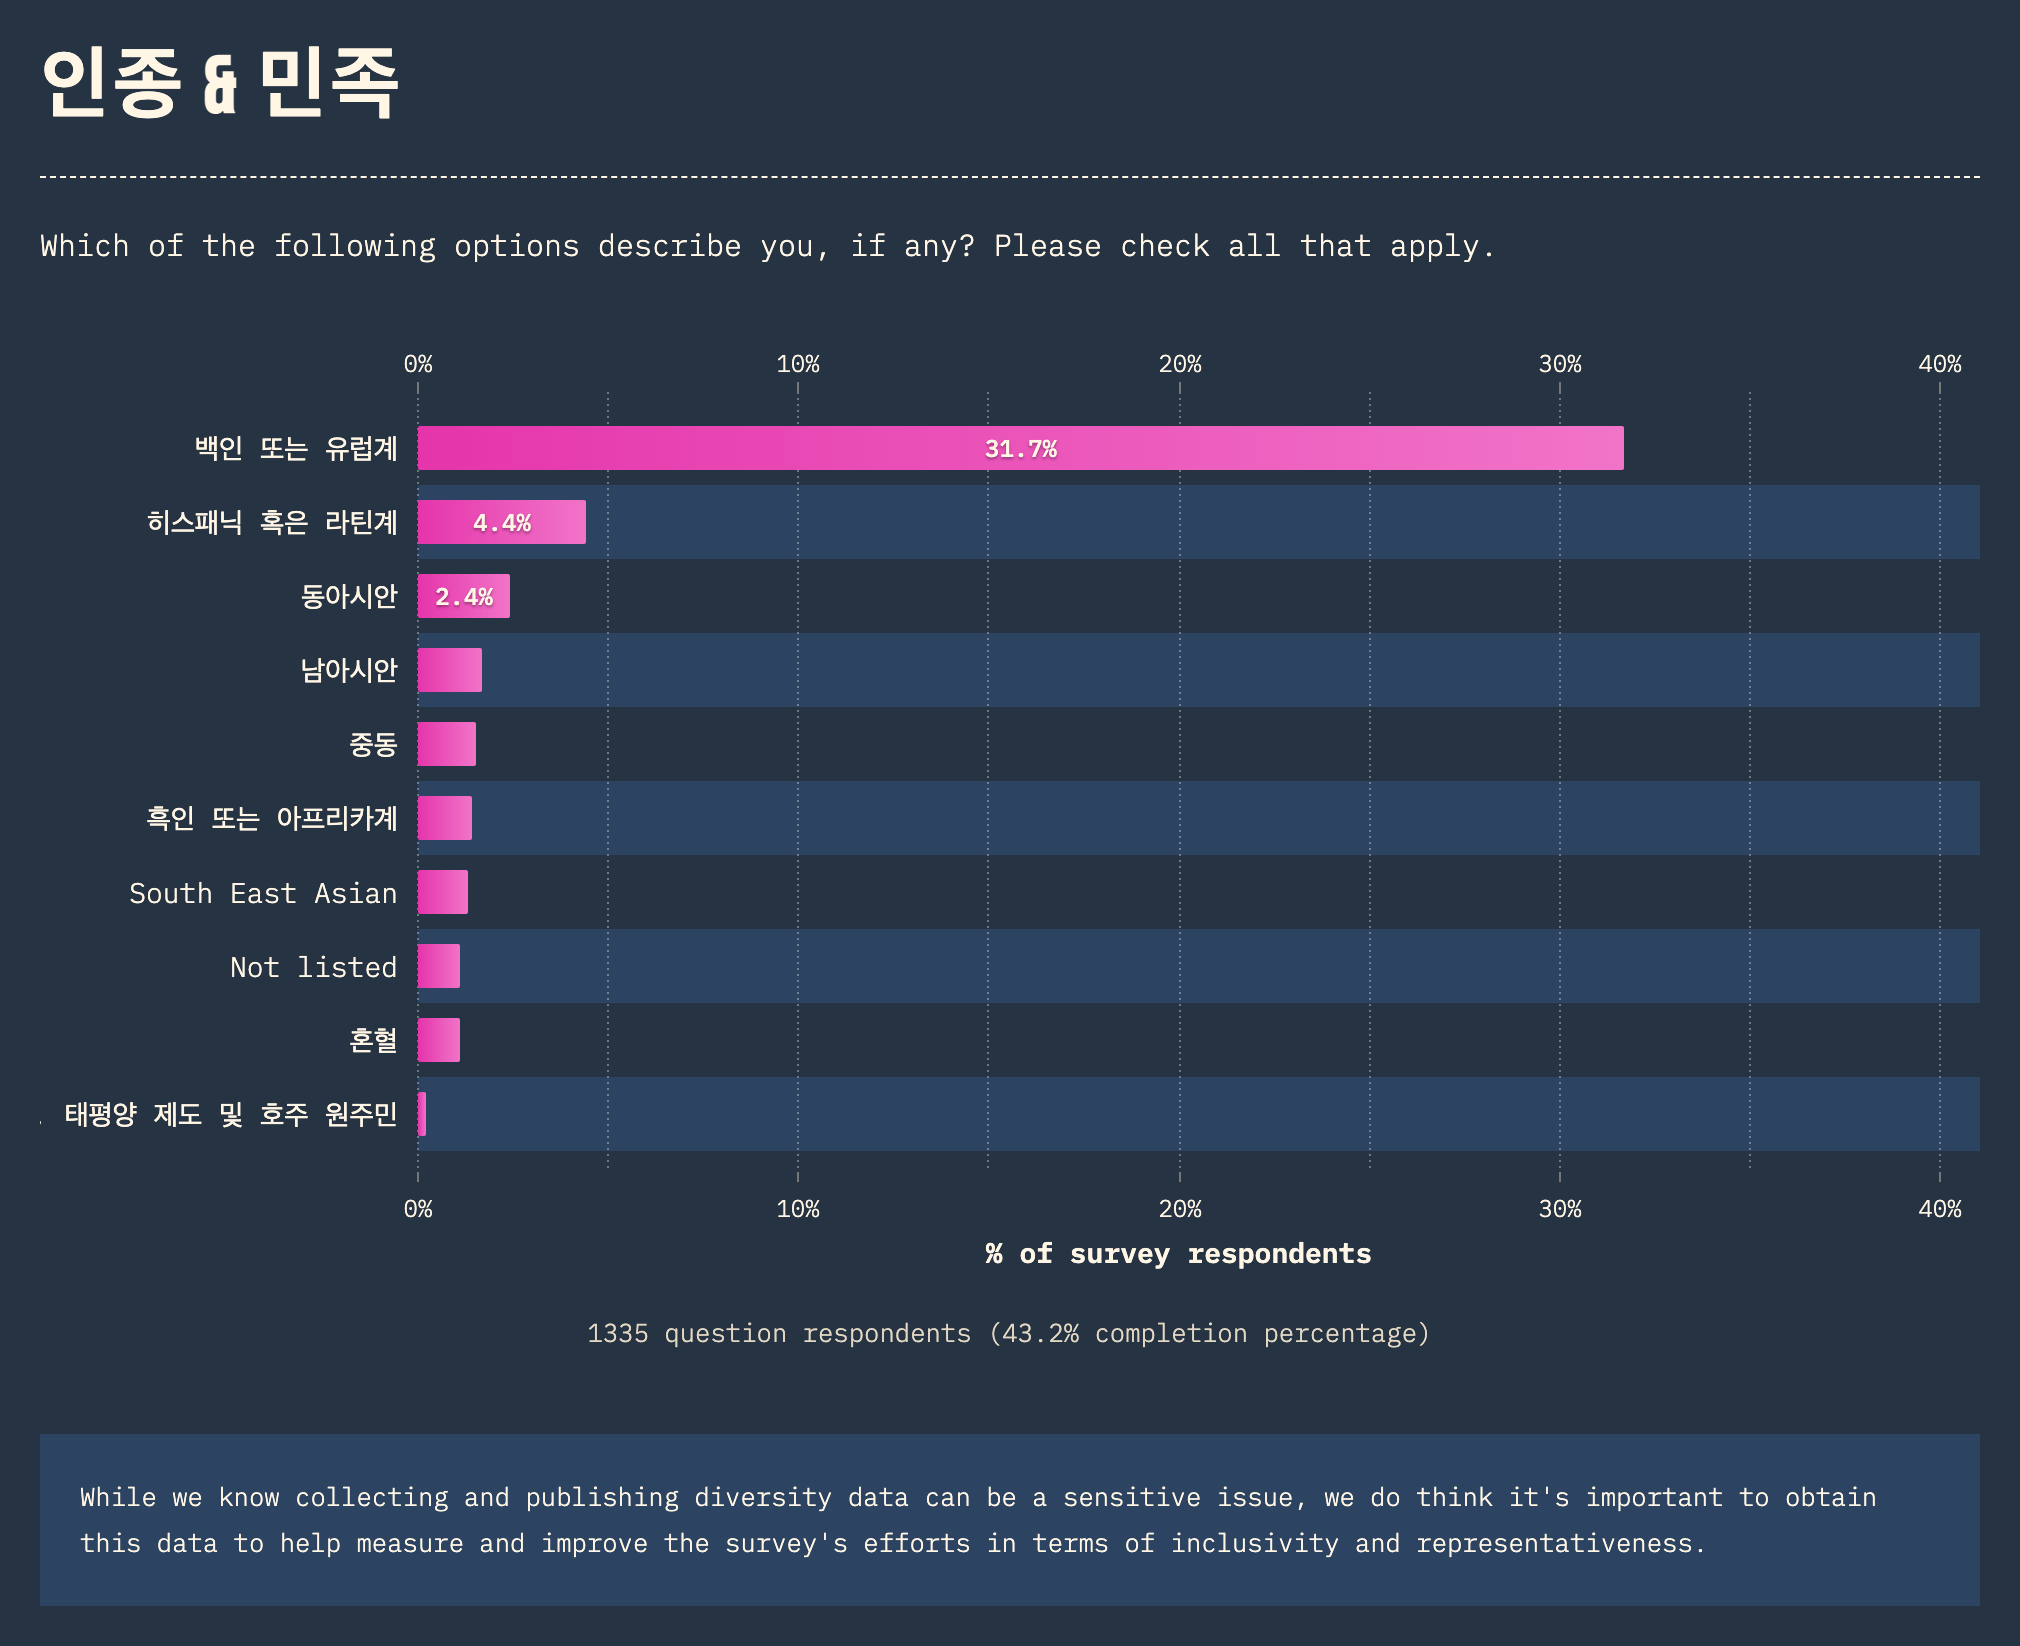 인종 & 민족
Which of the following options describe you, if any? Please check all that apply.
0% 10% 20% 30% 40%
백인 또는 유럽계 31.7%
히스패닉 혹은 라틴계 4.4%
동아시안 2.4%
남아시안
중동
흑인 또는 아프리카계
South East Asian
Not listed
혼혈
태평양 제도 및 호주 원주민
0% 10% 20% 30% 40%
% of survey respondents
1335 question respondents (43.2% completion percentage)
While we know collecting and publishing diversity data can be a sensitive issue, we do think it's important to obtain
this data to help measure and improve the survey's efforts in terms of inclusivity and representativeness.